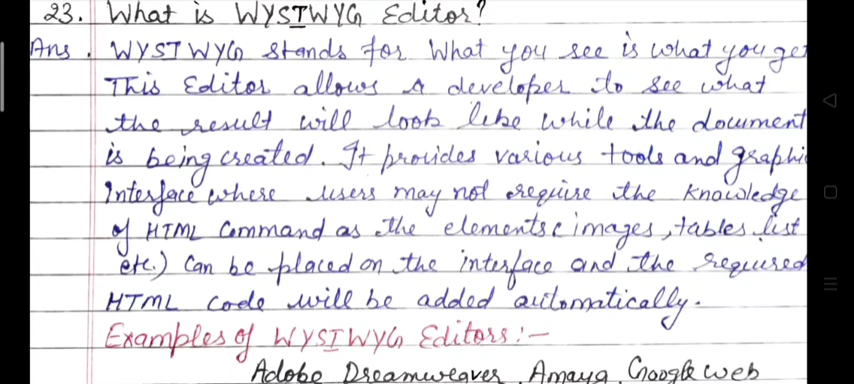 23. What is WYSIWYG Editor?
Ans. WYSIWYG stands for What you see is what you ge
This Editor allows a developer to see what
the result will look like while the document
is being created. It provides various tools and graphi
Interface where users may not require the knowledge
of HTML Command as the elements( images, tables, list
etc.) Can be placed on the interface and the required
HTML code will be added automatically.
Examples of WYSIWYG Editors:-
Adobe Dreamweaver, Amaya, Google web